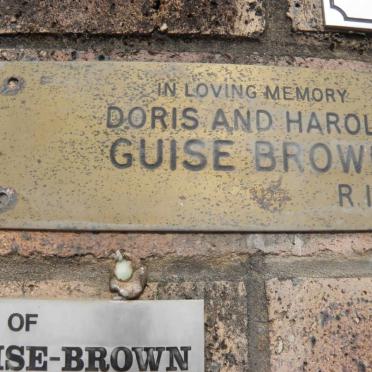 IN LOVING MEMORY
DORIS AND HAROL
GUISE BROW
R.I
OF
ISE-BROWN